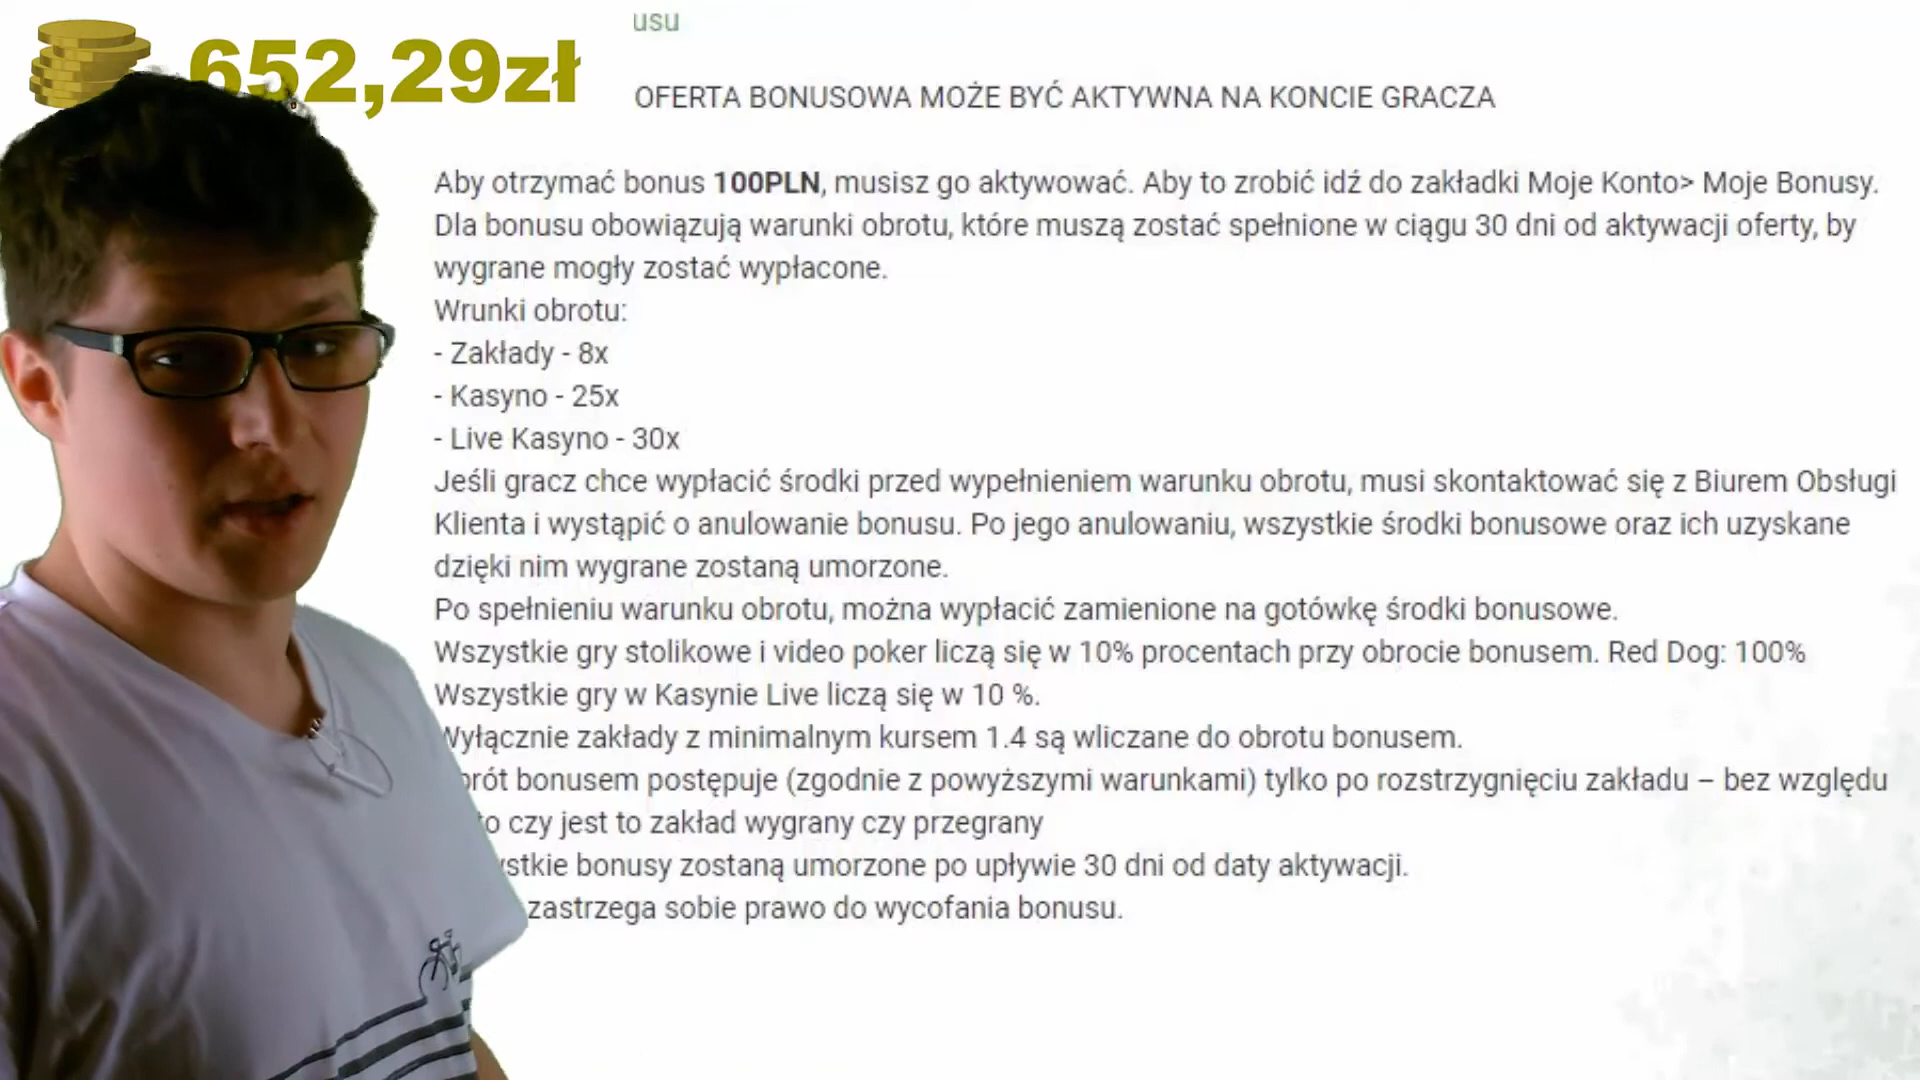 usu
652,29zł
OFERTA BONUSOWA MOŻE BYĆ AKTYWNA NA KONCIE GRACZA
Aby otrzymać bonus 100PLN, musisz go aktywować. Aby to zrobić idź do zakładki Moje Konto> Moje Bonusy.
Dla bonusu obowiązują warunki obrotu, które muszą zostać spełnione w ciągu 30 dni od aktywacji oferty, by
wygrane mogły zostać wypłacone.
Wrunki obrotu:
- Zakłady - 8x
- Kasyno - 25x
- Live Kasyno - 30x
Jeśli gracz chce wypłacić środki przed wypełnieniem warunku obrotu, musi skontaktować się z Biurem Obsługi
Klienta i wystąpić o anulowanie bonusu. Po jego anulowaniu, wszystkie środki bonusowe oraz ich uzyskane
dzięki nim wygrane zostaną umorzone.
Po spełnieniu warunku obrotu, można wypłacić zamienione na gotówkę środki bonusowe.
Wszystkie gry stolikowe i video poker liczą się w 10% procentach przy obrocie bonusem. Red Dog: 100%
Wszystkie gry w Kasynie Live liczą się w 10 %.
Wyłącznie zakłady z minimalnym kursem 1.4 są wliczane do obrotu bonusem.
brót bonusem postępuje (zgodnie z powyższymi warunkami) tylko po rozstrzygnięciu zakładu – bez względu
to czy jest to zakład wygrany czy przegrany
ystkie bonusy zostaną umorzone po upływie 30 dni od daty aktywacji.
zastrzega sobie prawo do wycofania bonusu.